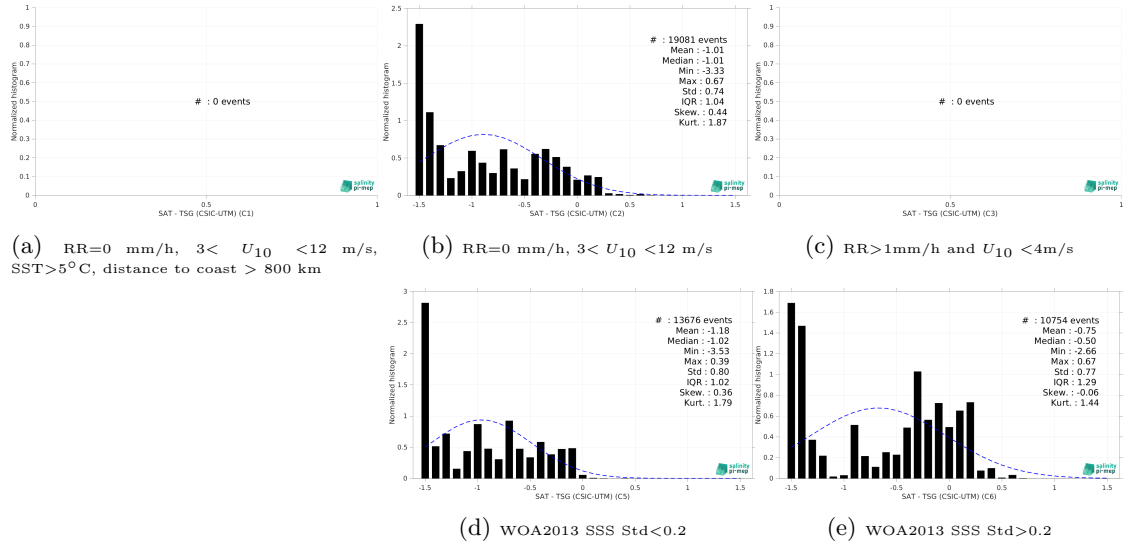 1
0.9
0.8
0.7
0.6
0.5
0.4
0.3
0.2
0.1
0
Normalized histogram
# : 0 events
0 0.5 1
SAT - TSG (CSIC-UTM) (C1)
salinity
pi-mep
(a) RR=0 mm/h, 3< U10 <12 m/s,
SST>5°C, distance to coast > 800 km
2.5
2
1.5
1
0.5
0
Normalized histogram
# : 19081 events
Mean : -1.01
Median : -1.01
Min : -3.33
Max : 0.67
Std : 0.74
IQR : 1.04
Skew. : 0.44
Kurt. : 1.87
-1.5 -1 -0.5 0 0.5 1 1.5
SAT - TSG (CSIC-UTM) (C2)
salinity
pi-mep
(b) RR=0 mm/h, 3< U10 <12 m/s
1
0.9
0.8
0.7
0.6
0.5
0.4
0.3
0.2
0.1
0
Normalized histogram
# : 0 events
0 0.5 1
SAT - TSG (CSIC-UTM) (C3)
salinity
pi-mep
(c) RR>1mm/h and U10 <4m/s
3
2.5
2
1.5
1
0.5
0
Normalized histogram
# : 13676 events
Mean : -1.18
Median : -1.02
Min : -3.53
Max : 0.39
Std : 0.80
IQR : 1.02
Skew. : 0.36
Kurt. : 1.79
-1.5 -1 -0.5 0 0.5 1 1.5
SAT - TSG (CSIC-UTM) (C5)
salinity
pi-mep
(d) WOA2013 SSS Std<0.2
1.8
1.6
1.4
1.2
1
0.8
0.6
0.4
0.2
0
Normalized histogram
# : 10754 events
Mean : -0.75
Median : -0.50
Min : -2.66
Max : 0.67
Std : 0.77
IQR : 1.29
Skew. : -0.06
Kurt. : 1.44
-1.5 -1 -0.5 0 0.5 1 1.5
SAT - TSG (CSIC-UTM) (C6)
salinity
pi-mep
(e) WOA2013 SSS Std>0.2